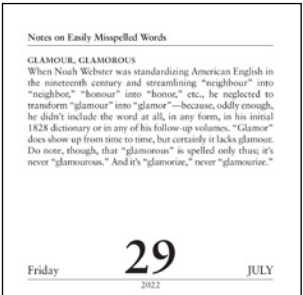 Notes on Easily Misspelled Words
GLAMOUR, GLAMOROUS
When Noah Webster was standardizing American English in
the nineteenth century and streamlining “neighbour” into
“neighbor,” “honour” into “honor,” etc., he neglected to
transform “glamour” into “glamor”—because, oddly enough,
he didn’t include the word at all, in any form, in his initial
1828 dictionary or in any of his follow-up volumes. “Glamor”
does show up from time to time, but certainly it lacks glamour.
Do note, though, that “glamorous” is spelled only thus; it’s
never “glamourous.” And it’s “glamorize,” never “glamourize.”
Friday 29 JULY
2022